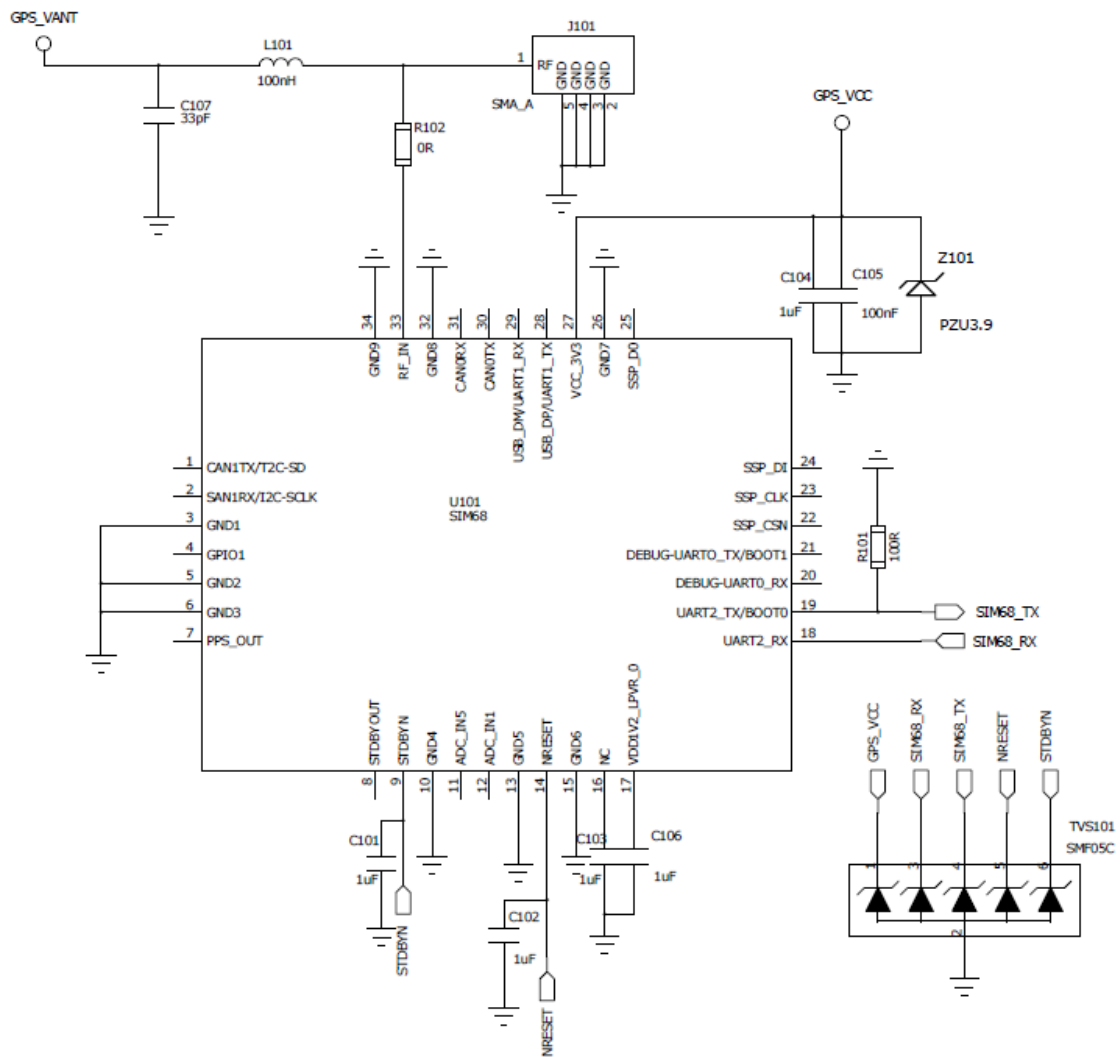 GPS_VANT
L101
100nH
C107
33pF
J101
1
RF
GND
GND
GND
GND
5
4
3
2
SMA_A
R102
0R
GPS_VCC
C104
1uF
C105
100nF
Z101
PZU3.9
34
33
32
31
30
29
28
27
26
25
GND9
RF_IN
GND8
CAN0RX
CAN0TX
USB_DM/UART1_RX
USB_DP/UART1_TX
VCC_3V3
GND7
SSP_D0
1 CAN1TX/T2C-SD
2 SAN1RX/I2C-SCLK
3 GND1
4 GPIO1
5 GND2
6 GND3
7 PPS_OUT
U101
SIM68
SSP_DI 24
SSP_CLK 23
SSP_CSN 22
DEBUG-UARTO_TX/BOOT1 21
DEBUG-UART0_RX 20
UART2_TX/BOOT0 19
UART2_RX 18
R101
100R
SIM68_TX
SIM68_RX
STDBYOUT
STDBYN
GND4
ADC_IN5
ADC_IN1
GND5
NRESET
GND6
NC
VDD1V2_LPVR_0
8
9
10
11
12
13
14
15
16
17
C101
1uF
STDBYN
C102
1uF
NRESET
C103
1uF
C106
1uF
GPS_VCC
SIM68_RX
SIM68_TX
NRESET
STDBYN
TVS101
SMF05C
1
3
4
5
6
2